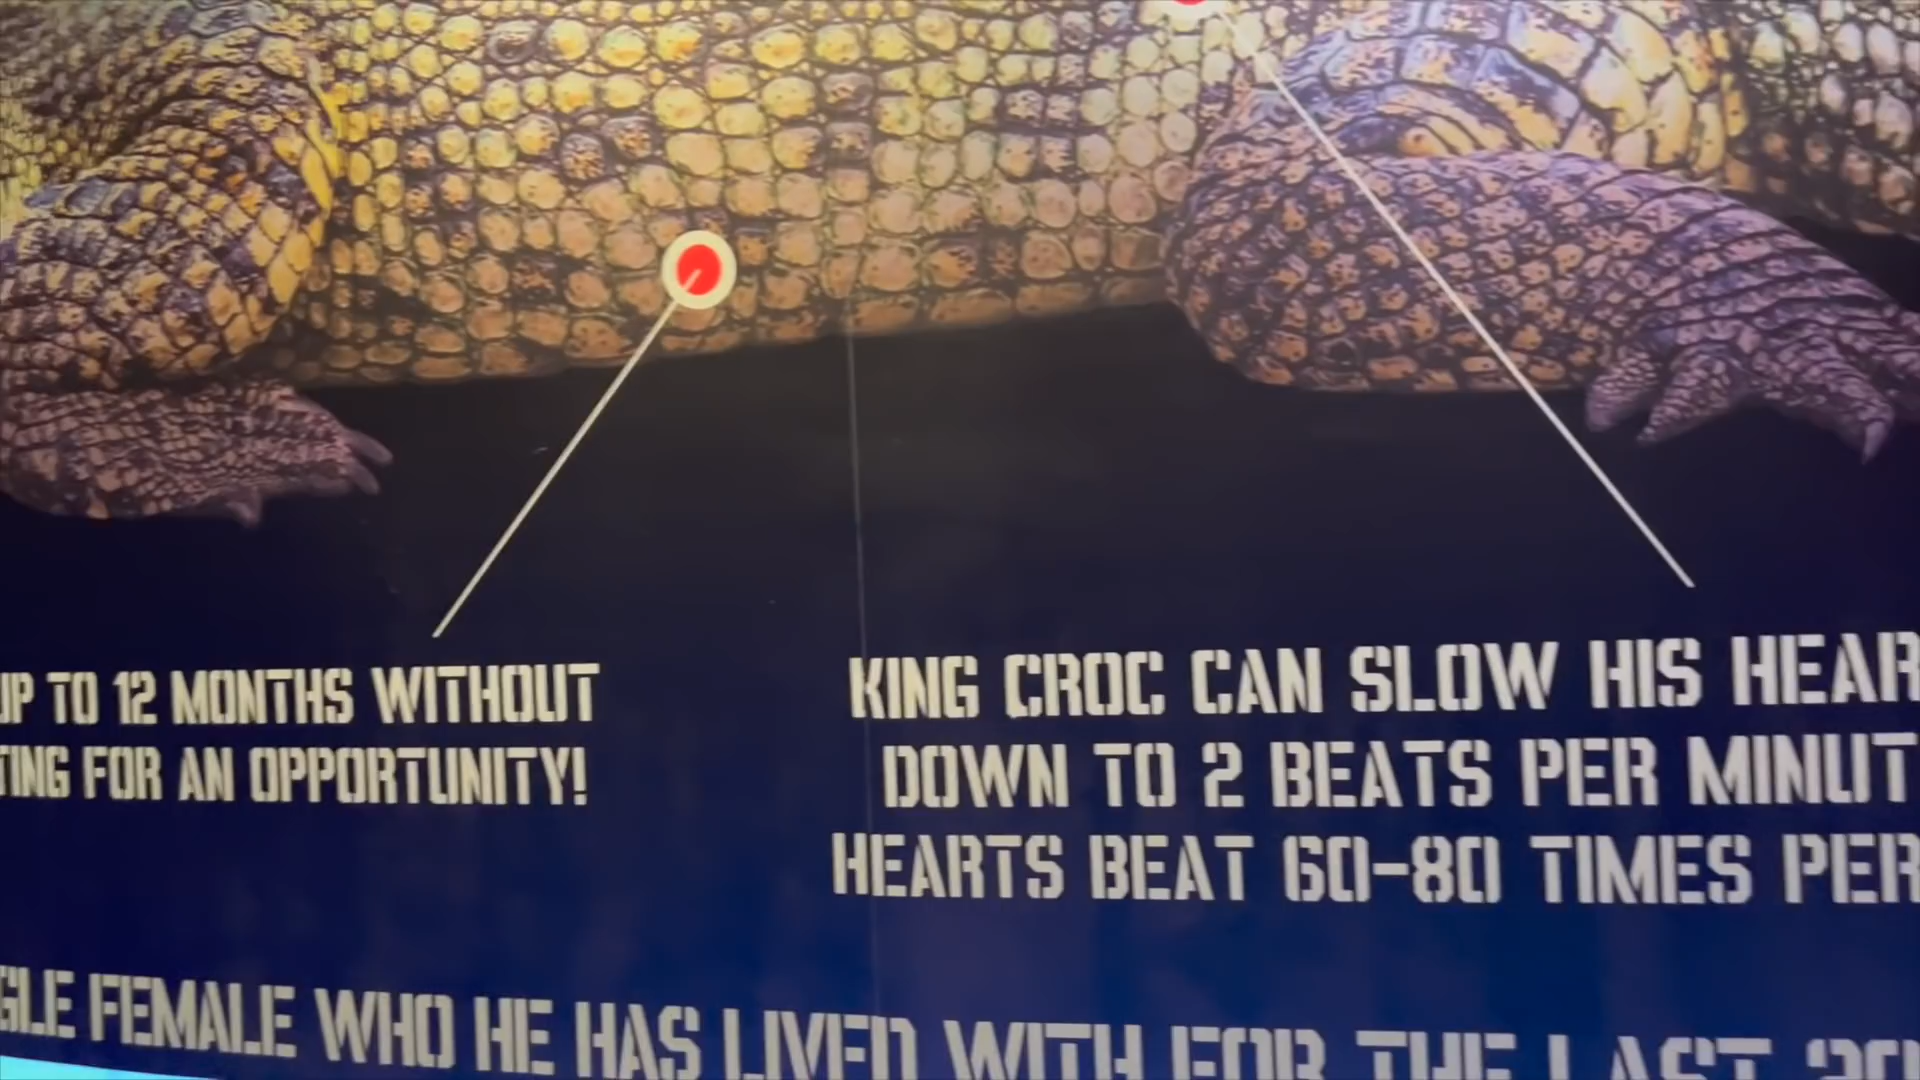 UP TO 12 MONTHS WITHOUT
TING FOR AN OPPORTUNITY!
KING CROC CAN SLOW HIS HEAR
DOWN TO 2 BEATS PER MINUT
HEARTS BEAT 60-80 TIMES PER
GLE FEMALE WHO HE HAS LIVED WITH FOR THE LAST 20